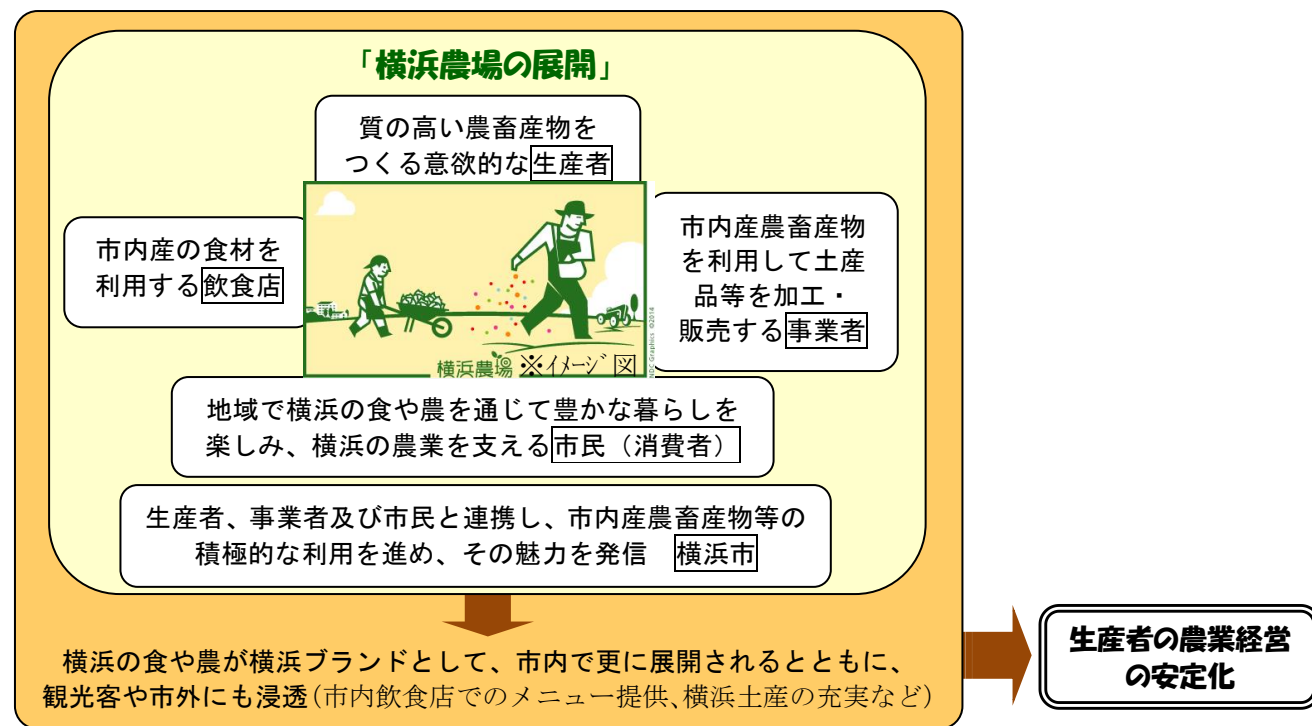 「横浜農場の展開」
質の高い農畜産物を
つくる意欲的な生産者
市内産の食材を
利用する飲食店
市内産農畜産物
を利用して土産
品等を加工・
販売する事業者
横浜農場 ※イメージ図
NDC Graphics ©2014
地域で横浜の食や農を通じて豊かな暮らしを
楽しみ、横浜の農業を支える市民（消費者）
生産者、事業者及び市民と連携し、市内産農畜産物等の
積極的な利用を進め、その魅力を発信　横浜市
横浜の食や農が横浜ブランドとして、市内で更に展開されるとともに、
観光客や市外にも浸透（市内飲食店でのメニュー提供、横浜土産の充実など）
生産者の農業経営
の安定化